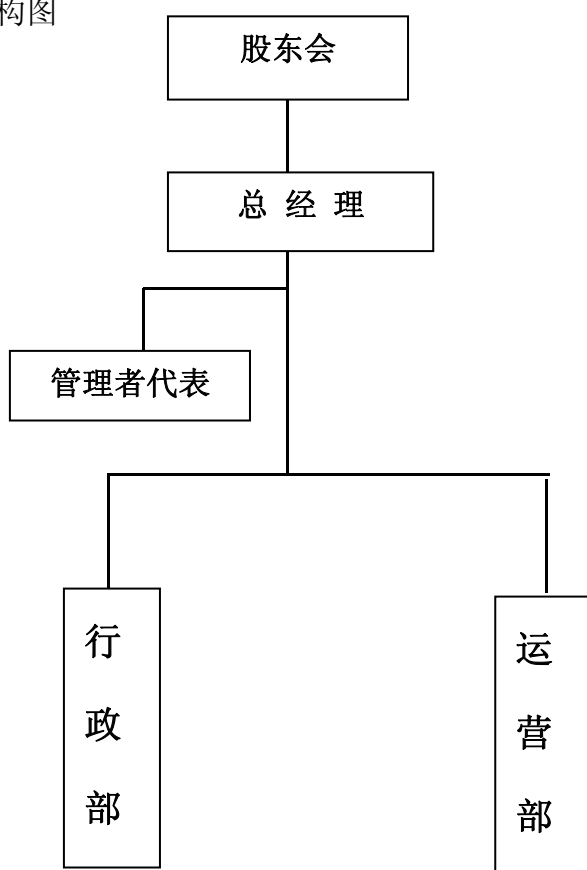 构图
股东会
总 经 理
管理者代表
行政部
运营部